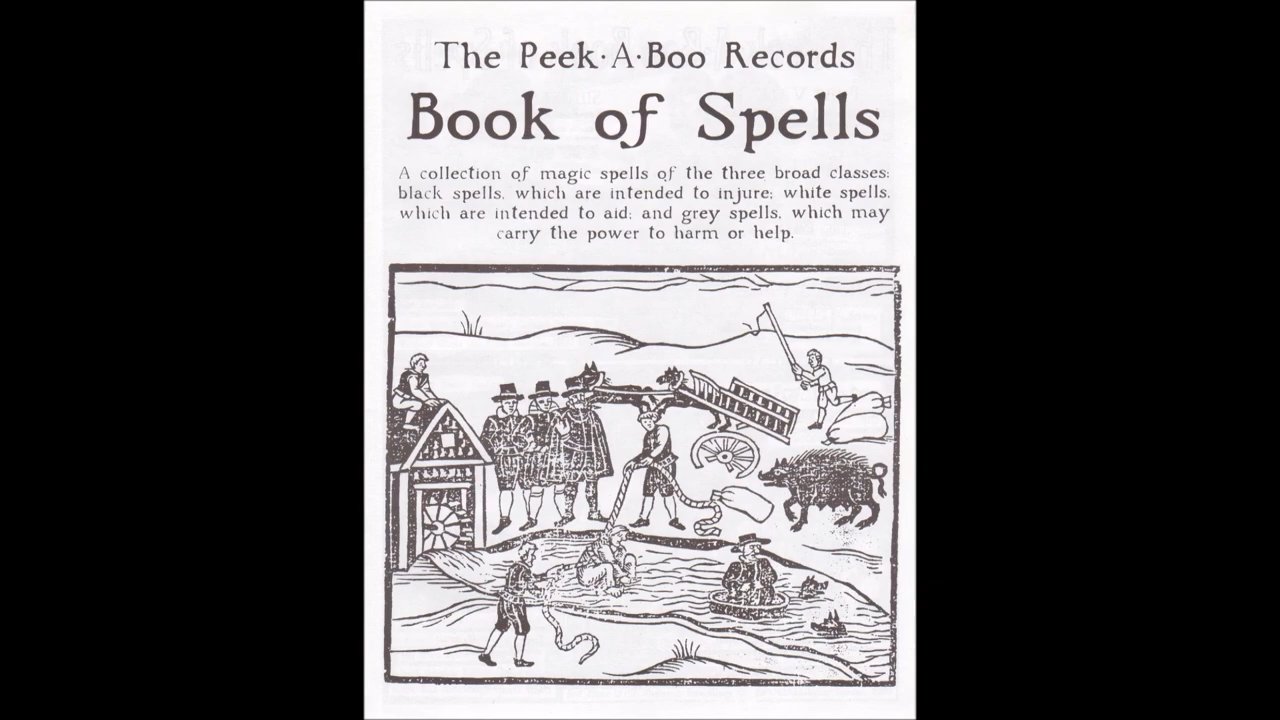 The Peek·A·Boo Records
Book of Spells
A collection of magic spells of the three broad classes:
black spells, which are intended to injure; white spells,
which are intended to aid; and grey spells, which may
carry the power to harm or help.